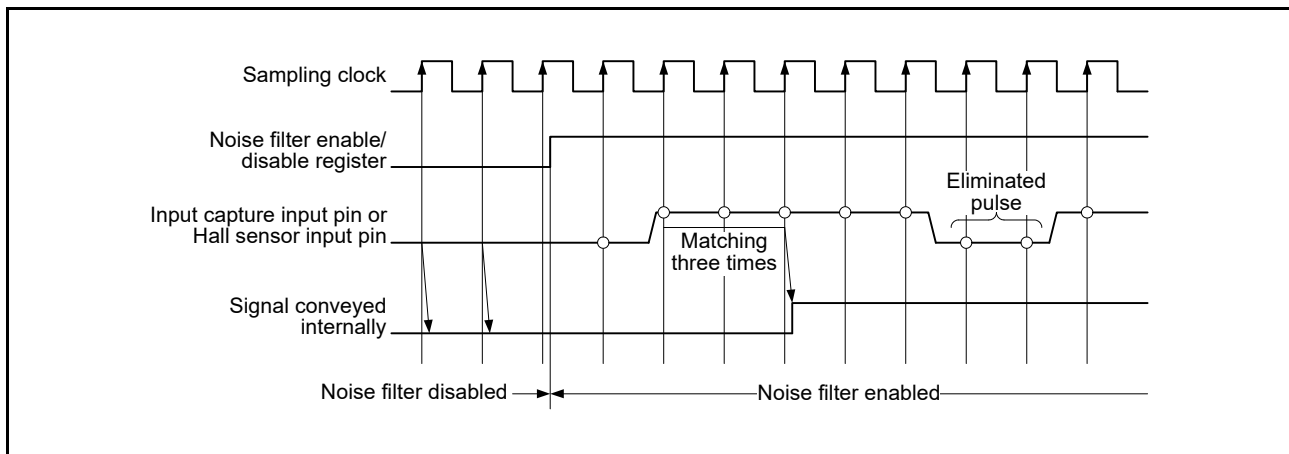 Sampling clock
Noise filter enable/
disable register
Input capture input pin or
Hall sensor input pin
Eliminated
pulse
Matching
three times
Signal conveyed
internally
Noise filter disabled
Noise filter enabled